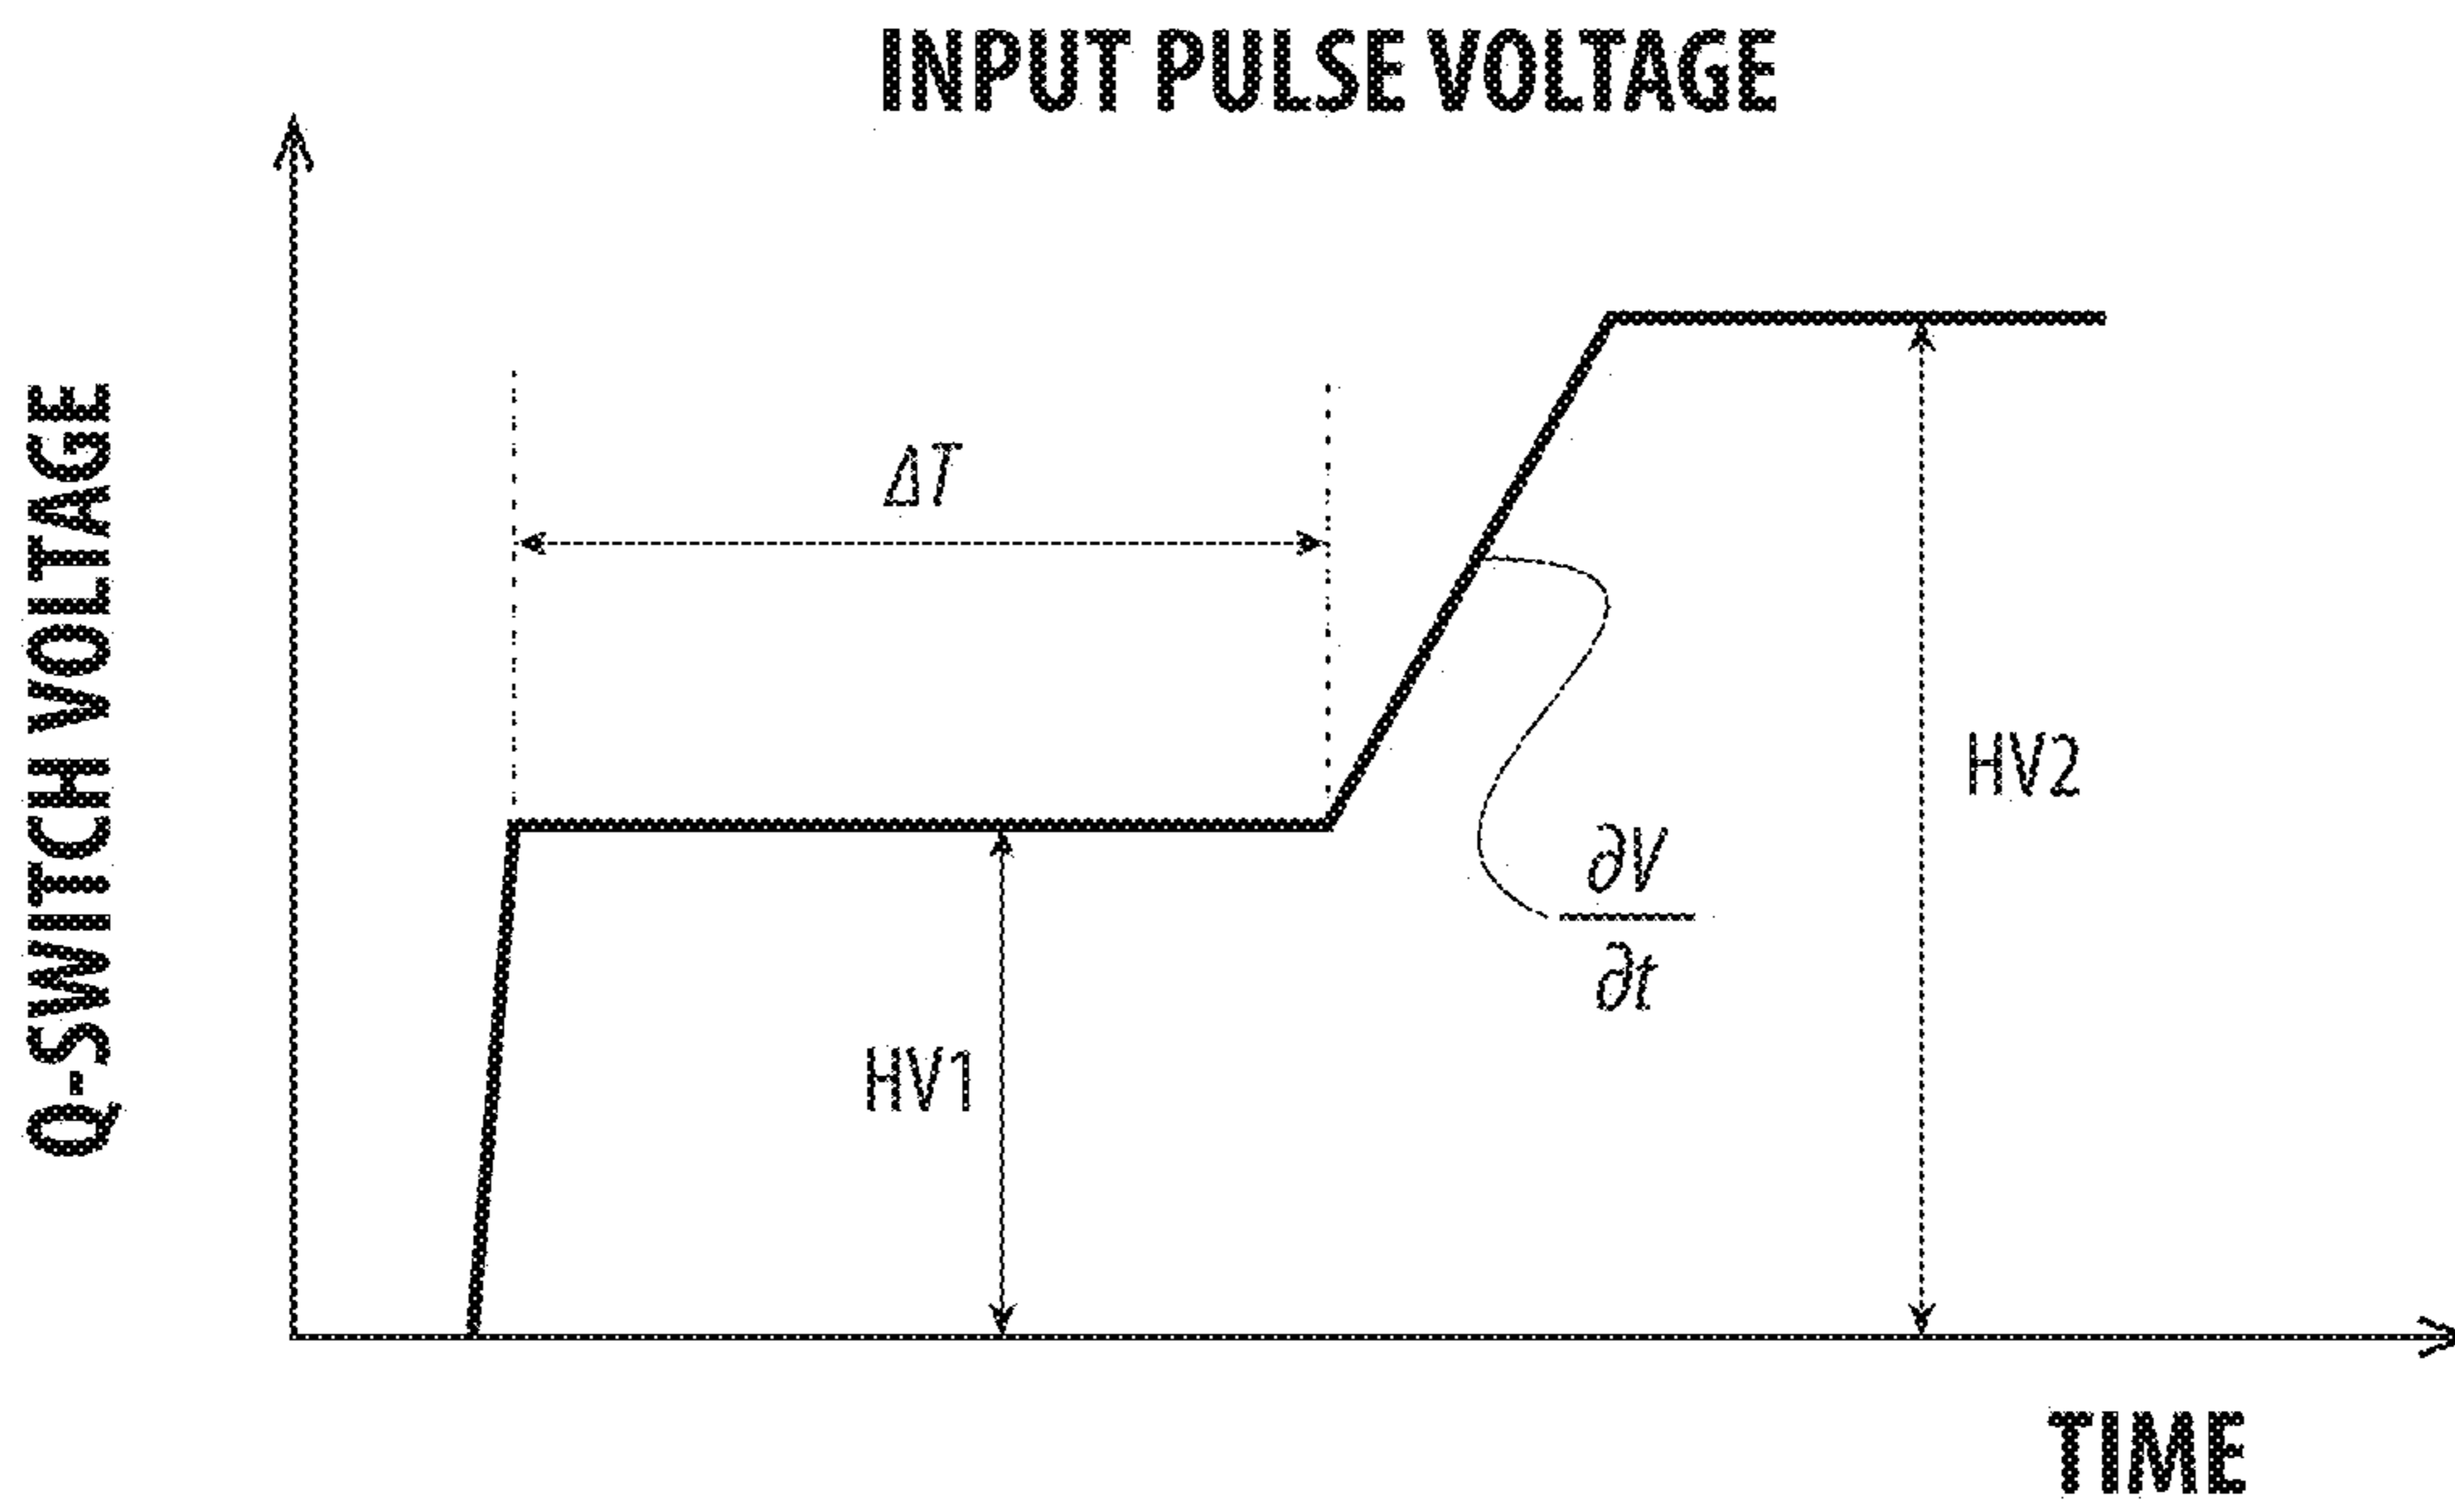 INPUT PULSE VOLTAGE
Q-SWITCH VOLTAGE
ΔT
HV2
∂V
∂t
HV1
TIME